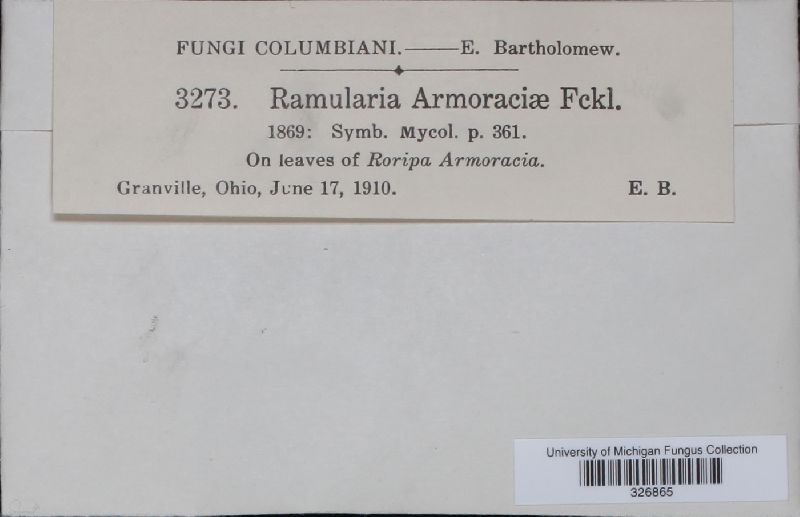 FUNGI COLUMBIANI.——E. Bartholomew.
3273. Ramularia Armoraciæ Fckl.
1869: Symb. Mycol. p. 361.
On leaves of Roripa Armoracia.
Granville, Ohio, June 17, 1910. E. B.
University of Michigan Fungus Collection
326865